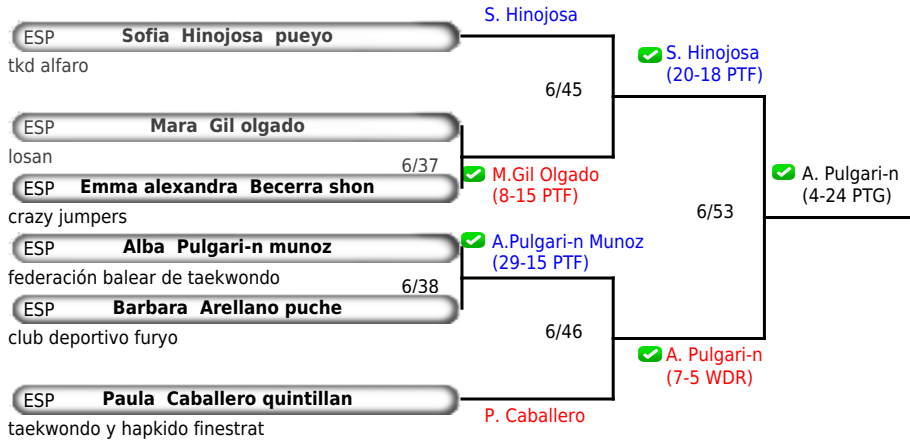 S. Hinojosa
ESP Sofia Hinojosa pueyo
tkd alfaro
S. Hinojosa
(20-18 PTF)
6/45
ESP Mara Gil olgado
losan
6/37
M.Gil Olgado
(8-15 PTF)
ESP Emma alexandra Becerra shon
crazy jumpers
A. Pulgari-n
(4-24 PTG)
6/53
ESP Alba Pulgari-n munoz
federación balear de taekwondo
A.Pulgari-n Munoz
(29-15 PTF)
6/38
ESP Barbara Arellano puche
club deportivo furyo
6/46
A. Pulgari-n
(7-5 WDR)
ESP Paula Caballero quintillan
taekwondo y hapkido finestrat
P. Caballero